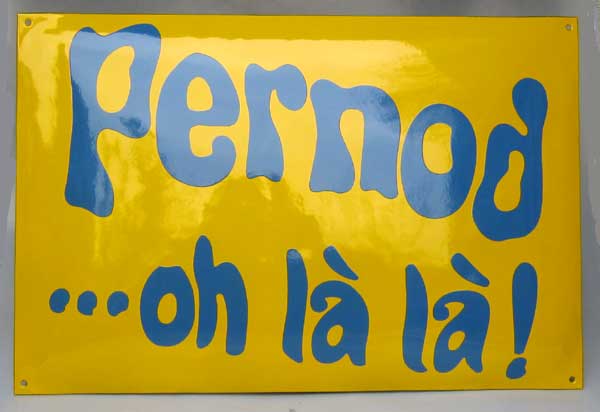 Pernod
...oh là là!